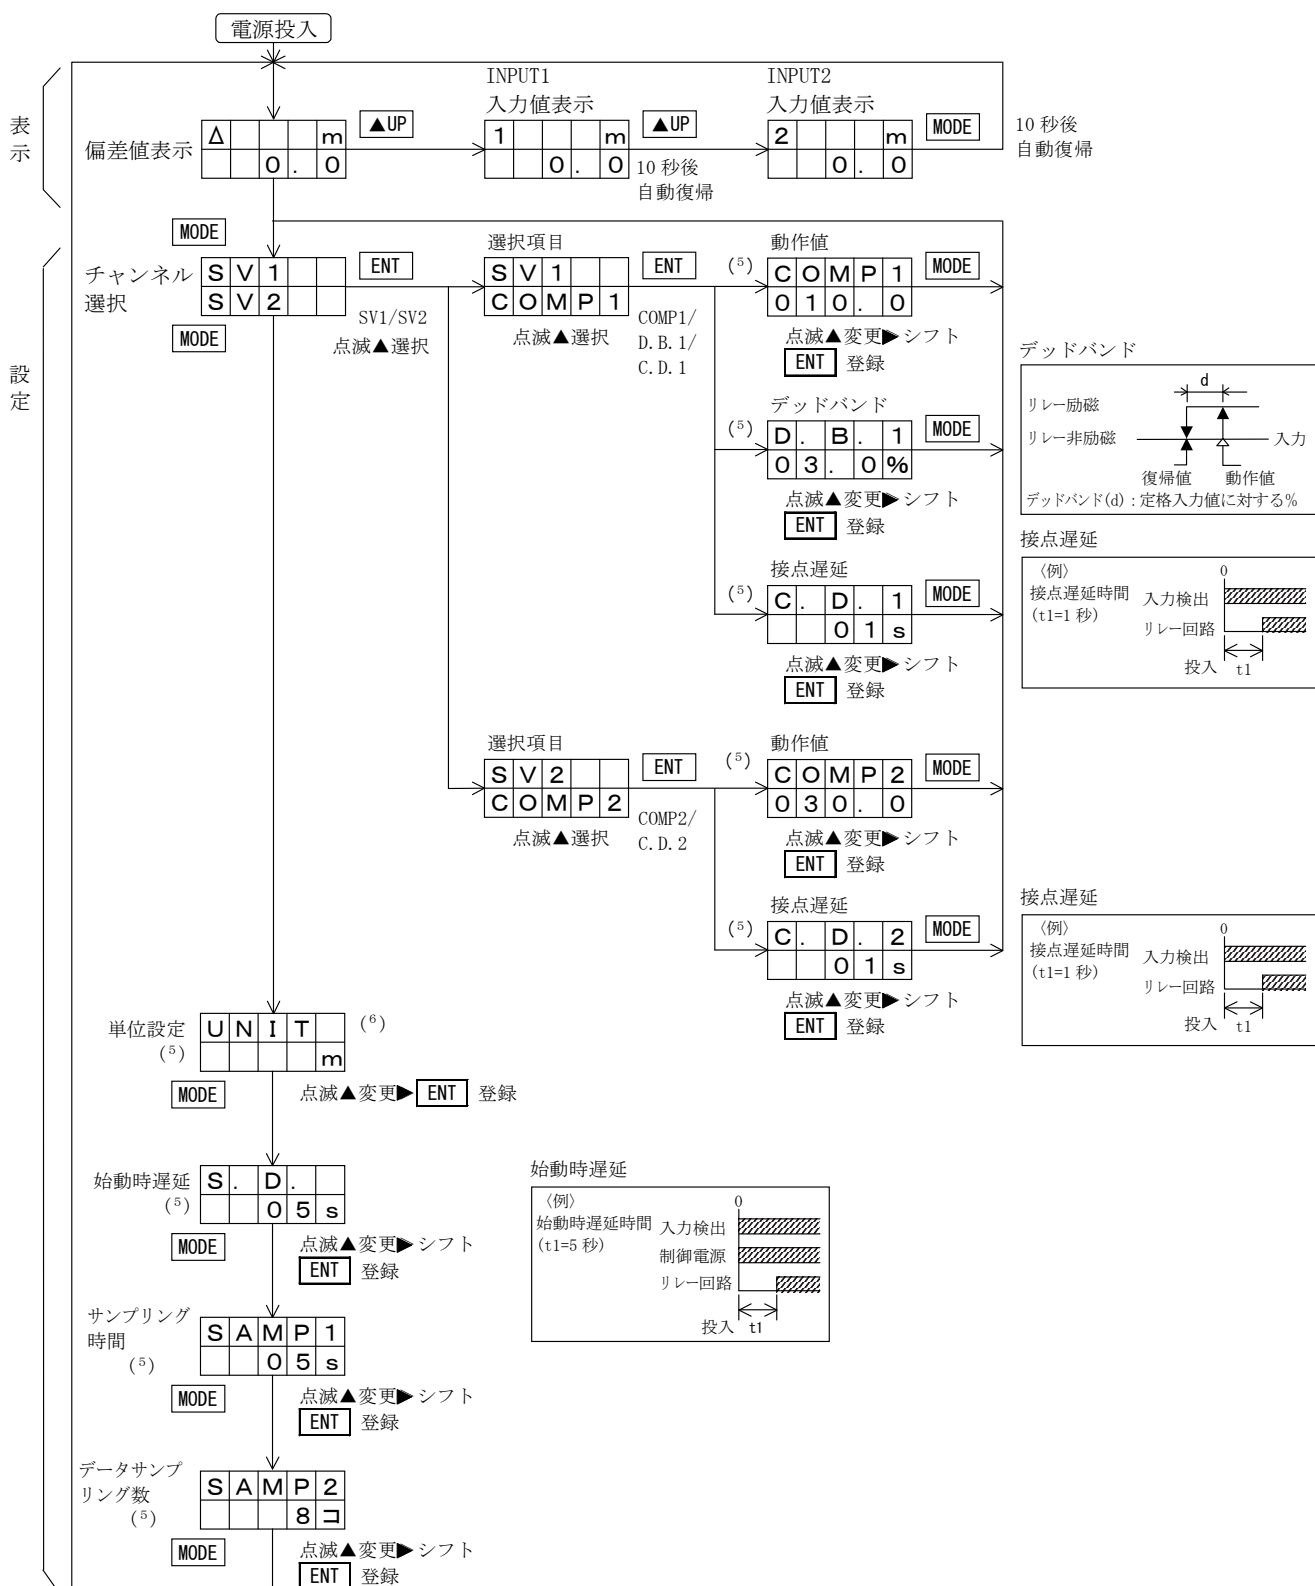 電源投入
表示
偏差値表示
Δ m
0. 0
▲UP
INPUT1
入力値表示
1 m
0. 0
▲UP
10 秒後
自動復帰
INPUT2
入力値表示
2 m
0. 0
MODE
10 秒後
自動復帰
設定
MODE
チャンネル
選択
SV1
SV2
MODE
ENT
SV1/SV2
点滅▲選択
選択項目
SV1
COMP1
点滅▲選択
ENT
COMP1/
D.B.1/
C.D.1
動作値
(⁵)
COMP1
010.0
MODE
点滅▲変更▶シフト
ENT 登録
デッドバンド
(⁵)
D.B.1
03.0%
MODE
点滅▲変更▶シフト
ENT 登録
接点遅延
(⁵)
C.D.1
01s
MODE
点滅▲変更▶シフト
ENT 登録
デッドバンド
d
リレー励磁
リレー非励磁
入力
復帰値 動作値
デッドバンド(d):定格入力値に対する%
接点遅延
〈例〉
接点遅延時間
(t1=1 秒)
0
入力検出
リレー回路
投入 t1
選択項目
SV2
COMP2
点滅▲選択
ENT
COMP2/
C.D.2
動作値
(⁵)
COMP2
030.0
MODE
点滅▲変更▶シフト
ENT 登録
接点遅延
(⁵)
C.D.2
01s
MODE
点滅▲変更▶シフト
ENT 登録
接点遅延
〈例〉
接点遅延時間
(t1=1 秒)
0
入力検出
リレー回路
投入 t1
単位設定
(⁵)
UNIT
m
(⁶)
MODE
点滅▲変更▶ ENT 登録
始動時遅延
(⁵)
S.D.
05s
MODE
点滅▲変更▶シフト
ENT 登録
始動時遅延
〈例〉
始動時遅延時間
(t1=5 秒)
0
入力検出
制御電源
リレー回路
投入 t1
サンプリング
時間
(⁵)
SAMP1
05s
MODE
点滅▲変更▶シフト
ENT 登録
データサンプ
リング数
(⁵)
SAMP2
8コ
MODE
点滅▲変更▶シフト
ENT 登録